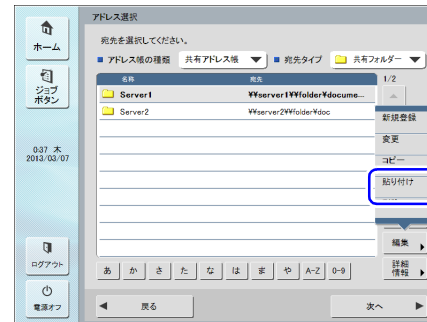 アドレス選択
ホーム
宛先を選択してください。
■ アドレス帳の種類 共有アドレス帳 ■ 宛先タイプ 共有フォルダー
ジョブ
ボタン
名称 宛先 1/2
Server1 ¥¥server1¥¥folder¥docume...
Server2 ¥¥server2¥¥folder¥doc
新規登録
変更
コピー
貼り付け
0:37 木
2013/03/07
編集
ログアウト
あ か さ た な は ま や A-Z 0-9
詳細
情報
電源オフ
戻る 次へ